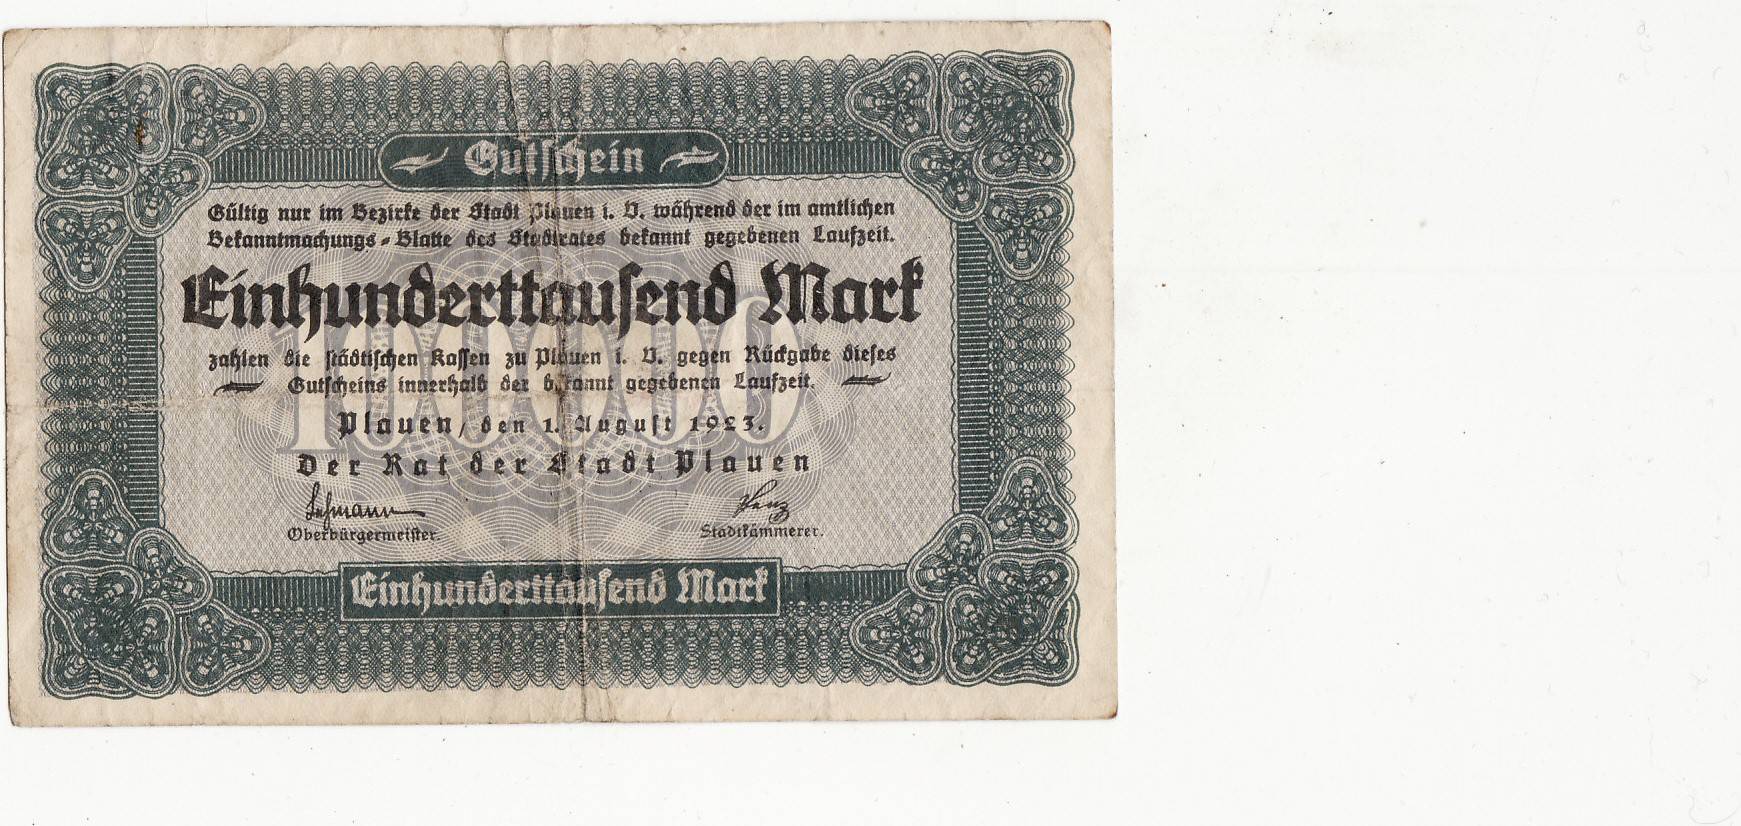 Gutschein
Gültig nur im Bezirke der Stadt Plauen i. V. während der im amtlichen
Bekanntmachungs-Blatte des Stadtrates bekannt gegebenen Laufzeit.
Einhunderttausend Mark
100000
zahlen die städtischen Kassen zu Plauen i. V. gegen Rückgabe dieses
Gutscheins innerhalb der bekannt gegebenen Laufzeit.
Plauen, den 1. August 1923.
Der Rat der Stadt Plauen
Lehmann
Oberbürgermeister.
Stadtkämmerer.
Einhunderttausend Mark